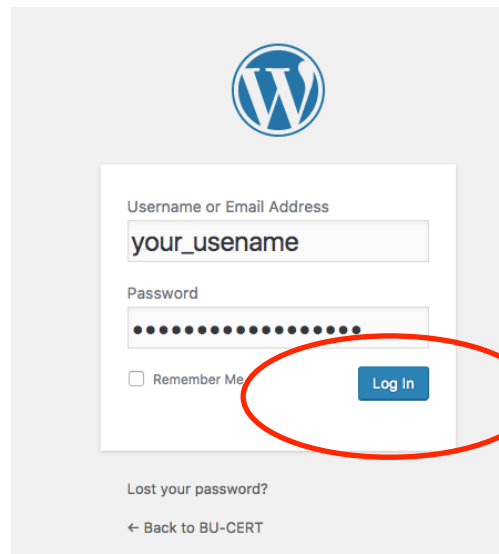 Username or Email Address
your_usename
Password
••••••••••••••••••
Remember Me
Log In
Lost your password?
← Back to BU-CERT